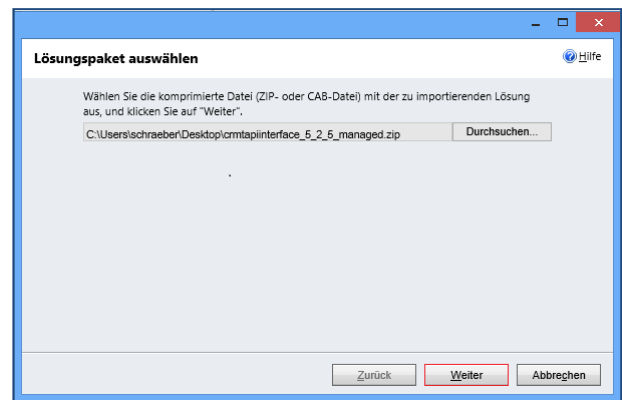 Lösungspaket auswählen
Hilfe
Wählen Sie die komprimierte Datei (ZIP- oder CAB-Datei) mit der zu importierenden Lösung
aus, und klicken Sie auf "Weiter".
C:\Users\schraeber\Desktop\crmtapiinterface_5_2_5_managed.zip
Durchsuchen...
Zurück
Weiter
Abbrechen